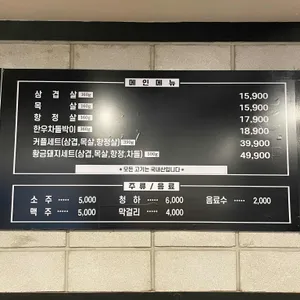 메인메뉴
삼 겹 살 15,900
목 살 15,900
항 정 살 17,900
한우차돌박이 18,900
커플세트(삼겹,목살,항정살) 39,900
황금돼지세트(삼겹,목살,항정,차돌) 49,900
* 모든 고기는 국내산입니다 *
주류/음료
소 주 ····· 5,000 청 하 ····· 6,000 음료수 ·· 2,000
맥 주 ····· 5,000 막걸리 ····· 4,000